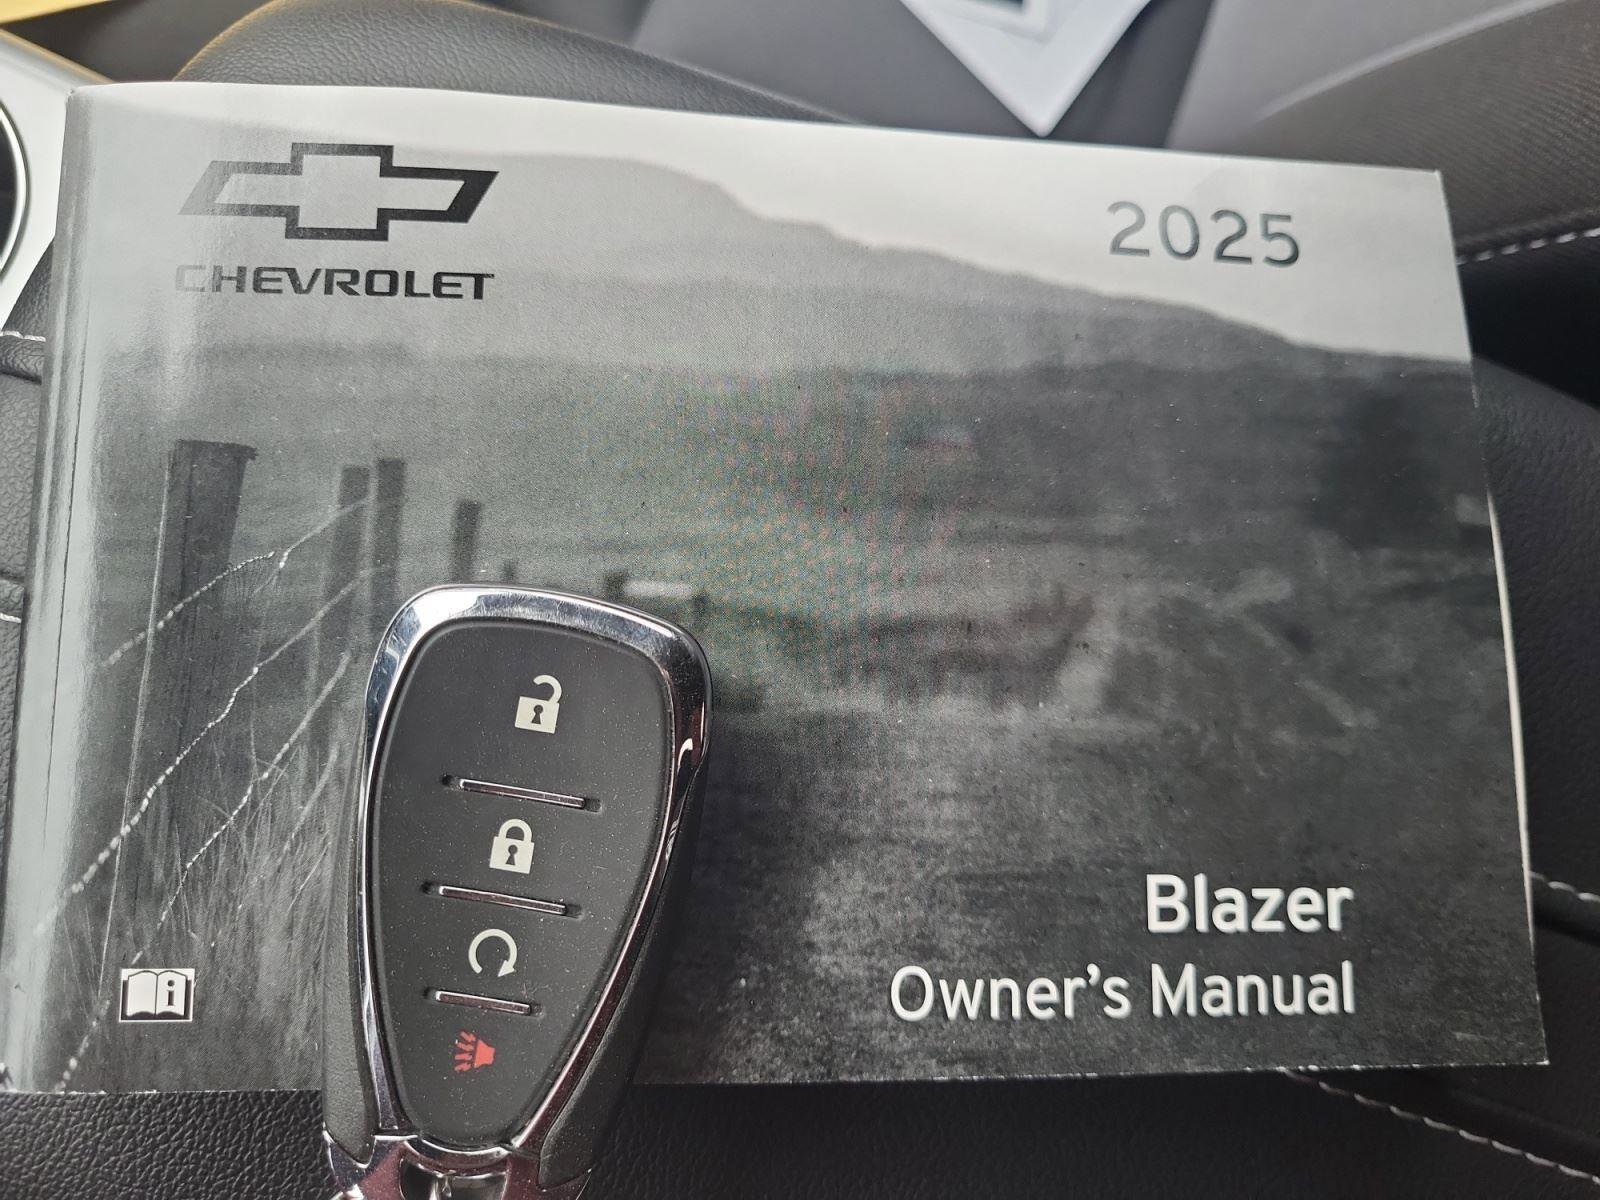 CHEVROLET
2025
Blazer
Owner's Manual